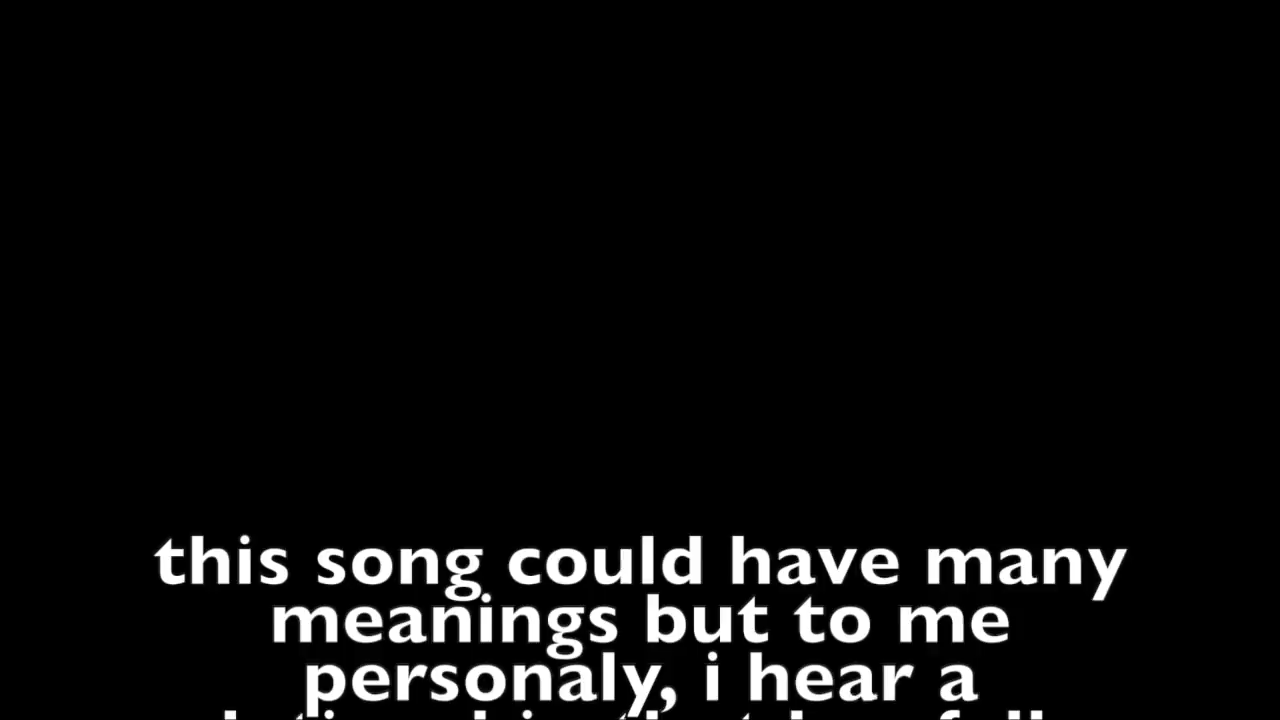 this song could have many
meanings but to me
personaly, i hear a